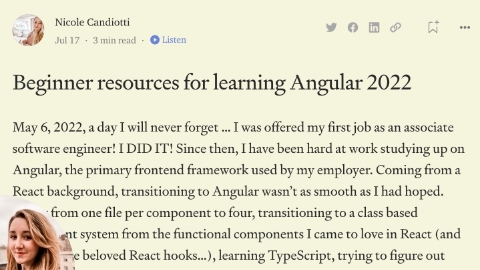 Nicole Candiotti
Jul 17 · 3 min read · Listen
Beginner resources for learning Angular 2022
May 6, 2022, a day I will never forget ... I was offered my first job as an associate
software engineer! I DID IT! Since then, I have been hard at work studying up on
Angular, the primary frontend framework used by my employer. Coming from a
React background, transitioning to Angular wasn’t as smooth as I had hoped.
from one file per component to four, transitioning to a class based
system from the functional components I came to love in React (and
beloved React hooks...), learning TypeScript, trying to figure out